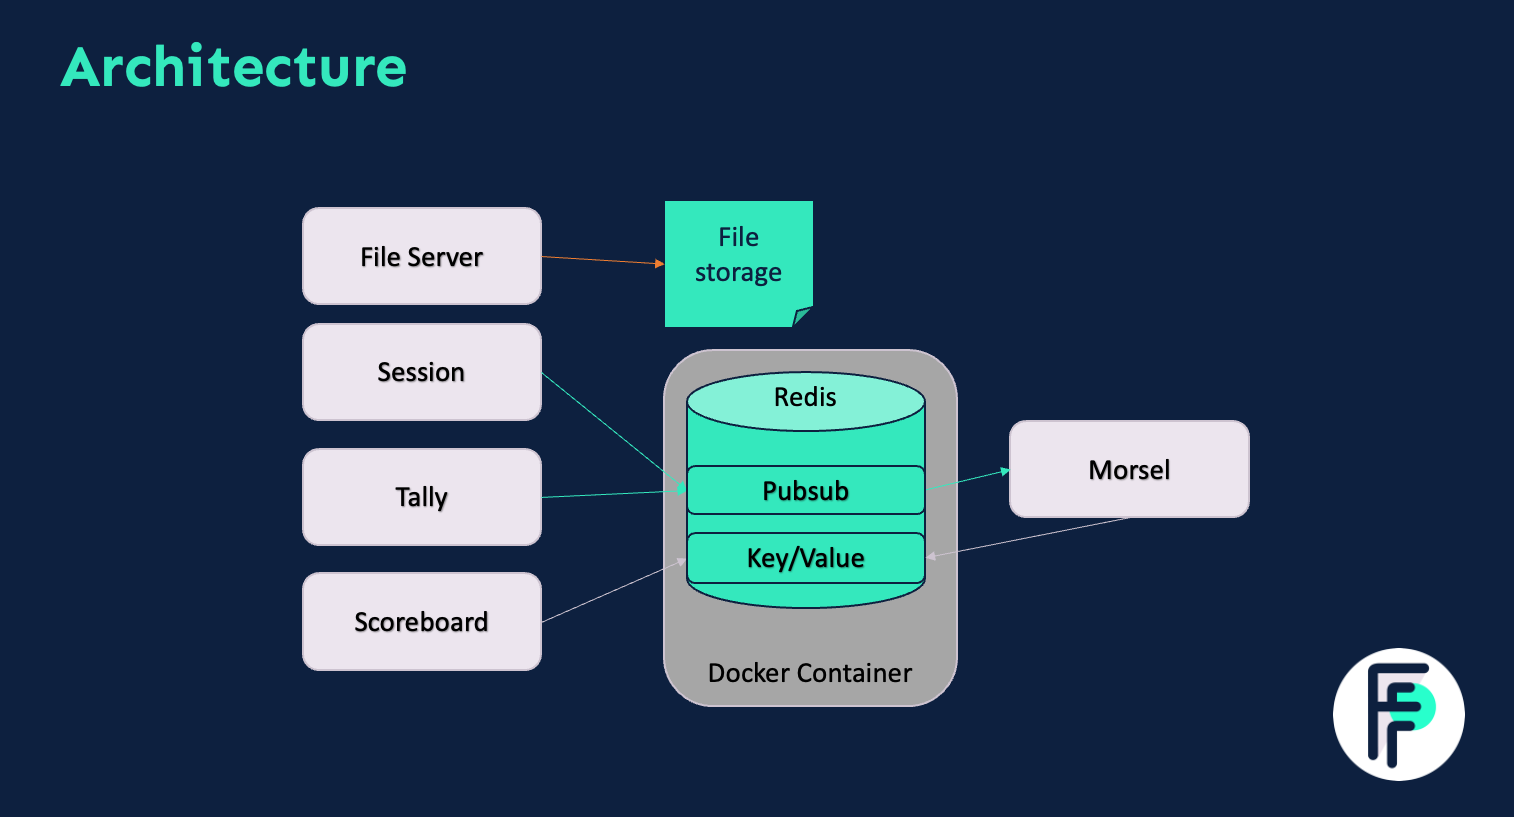 Architecture
File Server
File
storage
Session
Redis
Tally
Pubsub
Morsel
Key/Value
Scoreboard
Docker Container